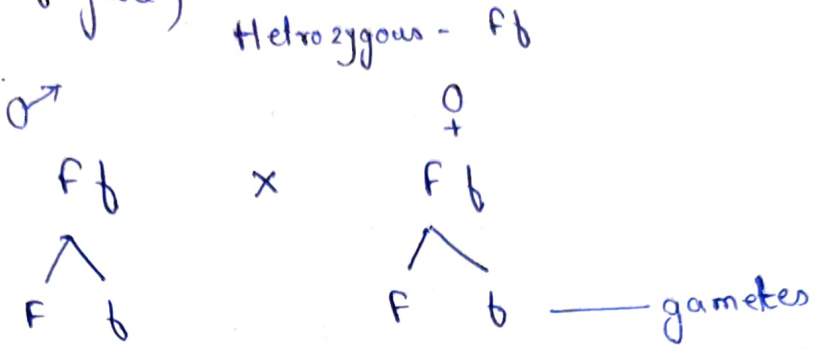 Hetrozygous - Ff
♂ ♀
Ff × Ff
F f F f — gametes